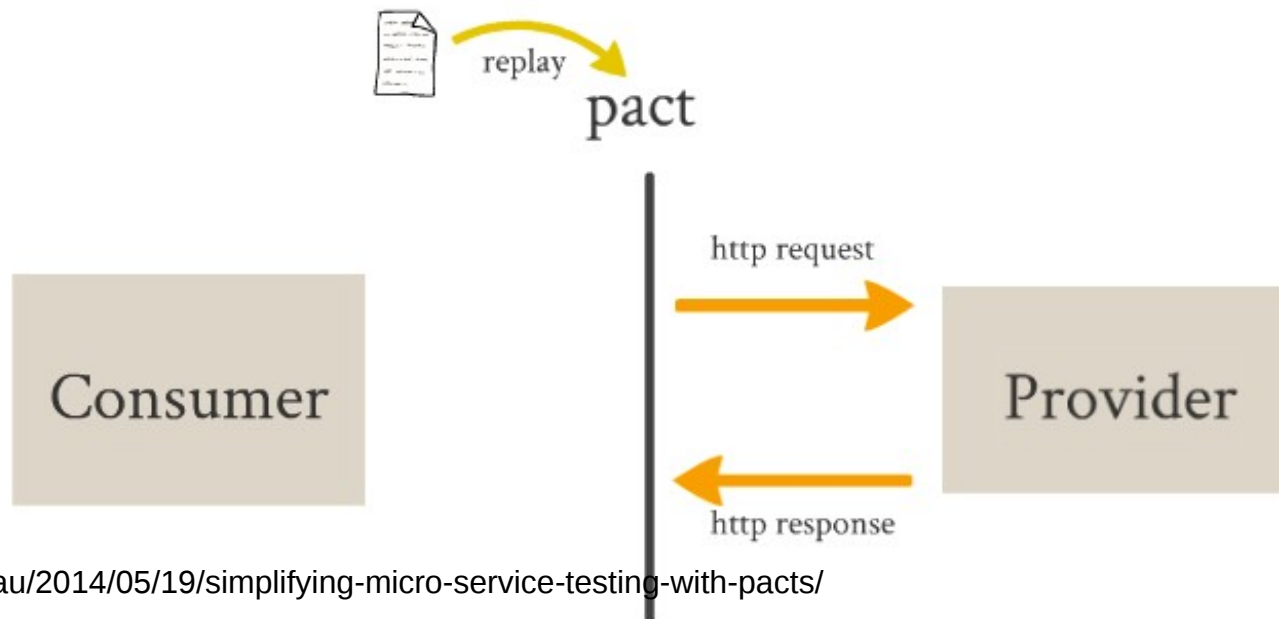 replay
pact
http request
Consumer
Provider
http response
au/2014/05/19/simplifying-micro-service-testing-with-pacts/